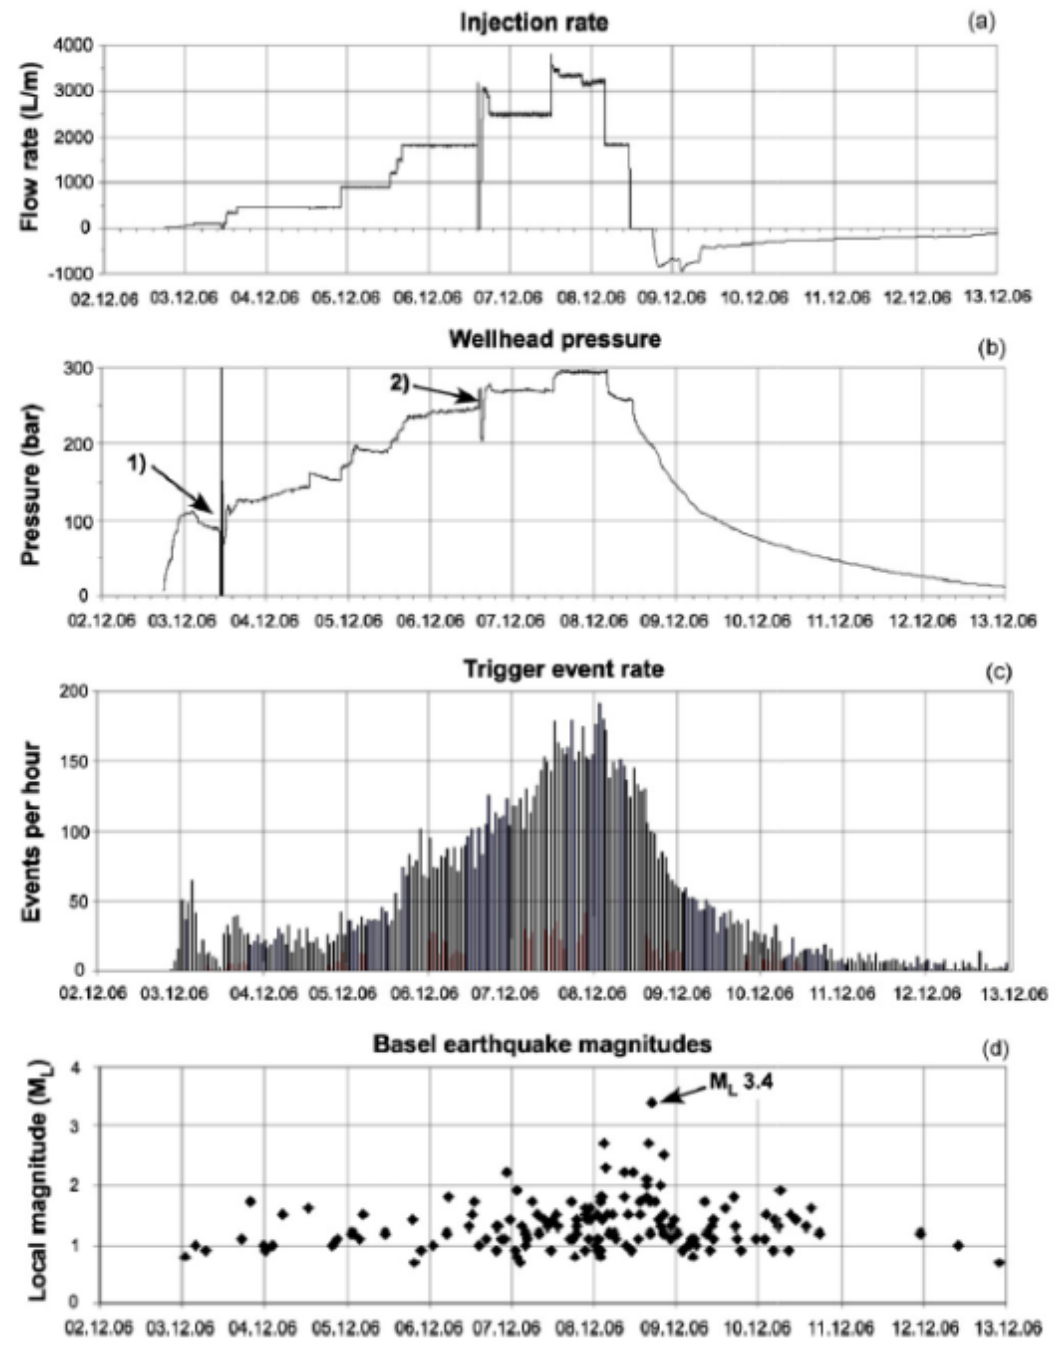 Injection rate
(a)
Flow rate (L/m)
4000
3000
2000
1000
0
-1000
02.12.06 03.12.06 04.12.06 05.12.06 06.12.06 07.12.06 08.12.06 09.12.06 10.12.06 11.12.06 12.12.06 13.12.06
Wellhead pressure
(b)
Pressure (bar)
300
200
100
0
1)
2)
02.12.06 03.12.06 04.12.06 05.12.06 06.12.06 07.12.06 08.12.06 09.12.06 10.12.06 11.12.06 12.12.06 13.12.06
Trigger event rate
(c)
Events per hour
200
150
100
50
0
02.12.06 03.12.06 04.12.06 05.12.06 06.12.06 07.12.06 08.12.06 09.12.06 10.12.06 11.12.06 12.12.06 13.12.06
Basel earthquake magnitudes
(d)
Local magnitude (ML)
4
3
2
1
0
ML 3.4
02.12.06 03.12.06 04.12.06 05.12.06 06.12.06 07.12.06 08.12.06 09.12.06 10.12.06 11.12.06 12.12.06 13.12.06